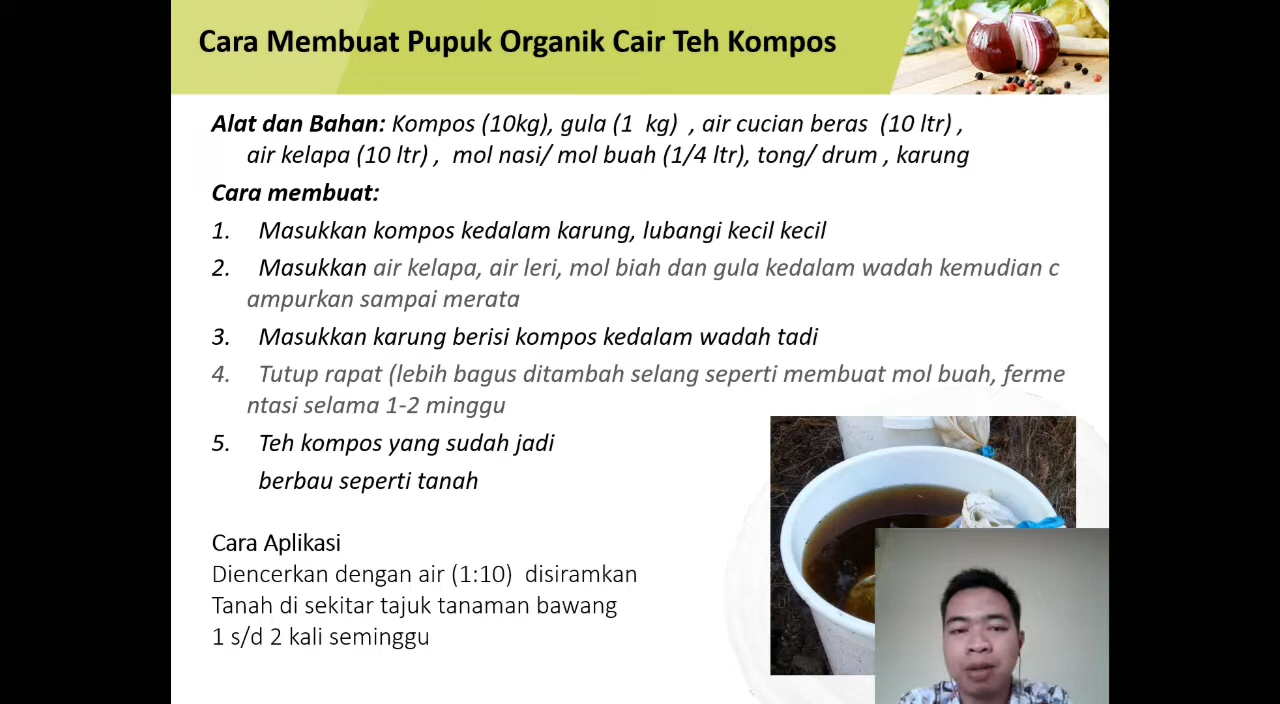 Cara Membuat Pupuk Organik Cair Teh Kompos
Alat dan Bahan: Kompos (10kg), gula (1 kg) , air cucian beras (10 ltr) ,
air kelapa (10 ltr) , mol nasi/ mol buah (1/4 ltr), tong/ drum , karung
Cara membuat:
1. Masukkan kompos kedalam karung, lubangi kecil kecil
2. Masukkan air kelapa, air leri, mol biah dan gula kedalam wadah kemudian c
ampurkan sampai merata
3. Masukkan karung berisi kompos kedalam wadah tadi
4. Tutup rapat (lebih bagus ditambah selang seperti membuat mol buah, ferme
ntasi selama 1-2 minggu
5. Teh kompos yang sudah jadi
berbau seperti tanah
Cara Aplikasi
Diencerkan dengan air (1:10) disiramkan
Tanah di sekitar tajuk tanaman bawang
1 s/d 2 kali seminggu